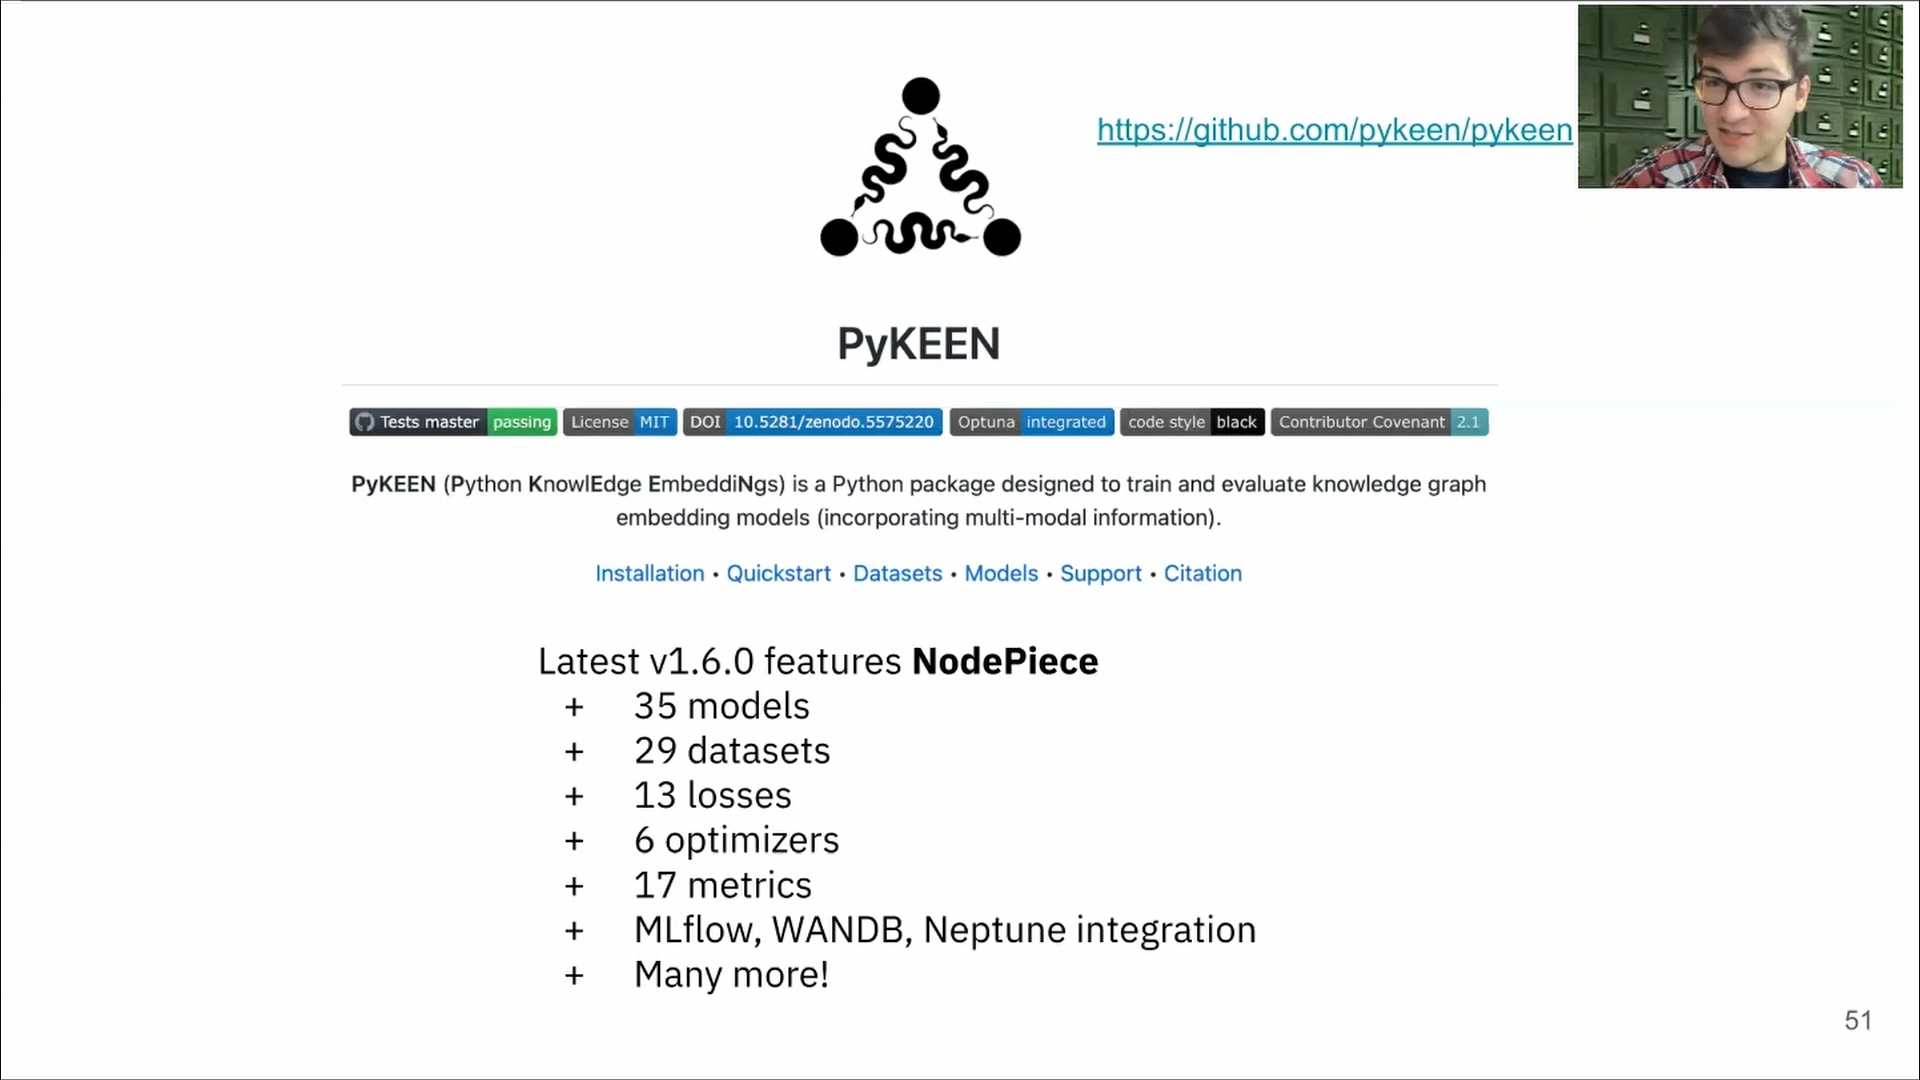 https://github.com/pykeen/pykeen
PyKEEN
Tests master passing License MIT DOI 10.5281/zenodo.5575220 Optuna integrated code style black Contributor Covenant 2.1
PyKEEN (Python KnowlEdge EmbeddiNgs) is a Python package designed to train and evaluate knowledge graph
embedding models (incorporating multi-modal information).
Installation • Quickstart • Datasets • Models • Support • Citation
Latest v1.6.0 features NodePiece
+ 35 models
+ 29 datasets
+ 13 losses
+ 6 optimizers
+ 17 metrics
+ MLflow, WANDB, Neptune integration
+ Many more!
51